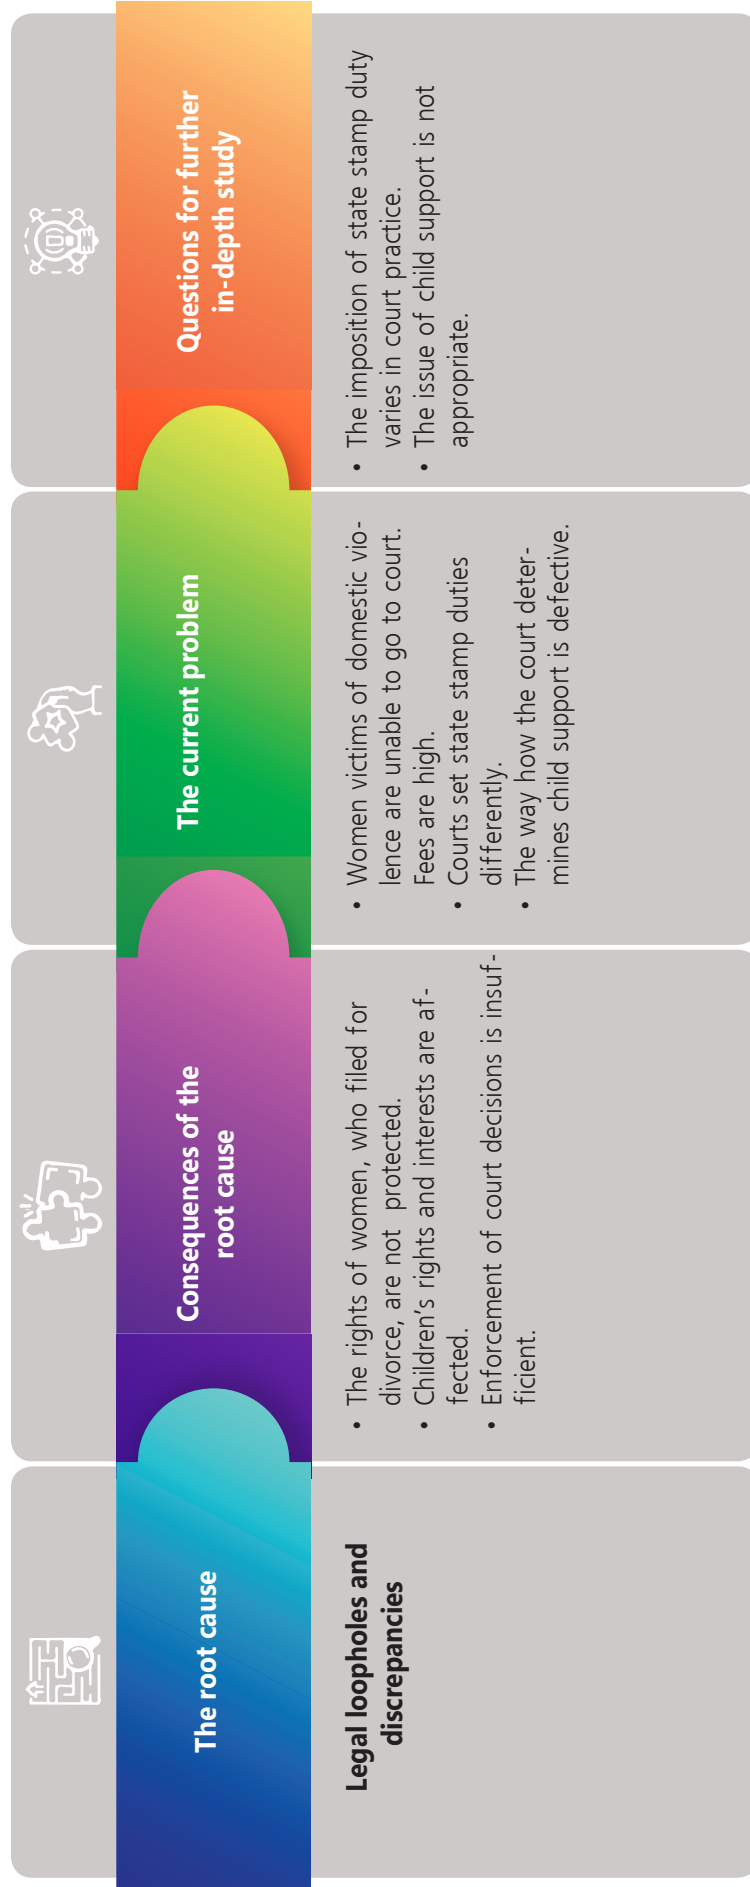 The root cause
Legal loopholes and
discrepancies
Consequences of the
root cause
• The rights of women, who filed for
divorce, are not protected.
• Children's rights and interests are af-
fected.
• Enforcement of court decisions is insuf-
ficient.
The current problem
• Women victims of domestic vio-
lence are unable to go to court.
Fees are high.
• Courts set state stamp duties
differently.
• The way how the court deter-
mines child support is defective.
Questions for further
in-depth study
• The imposition of state stamp duty
varies in court practice.
• The issue of child support is not
appropriate.